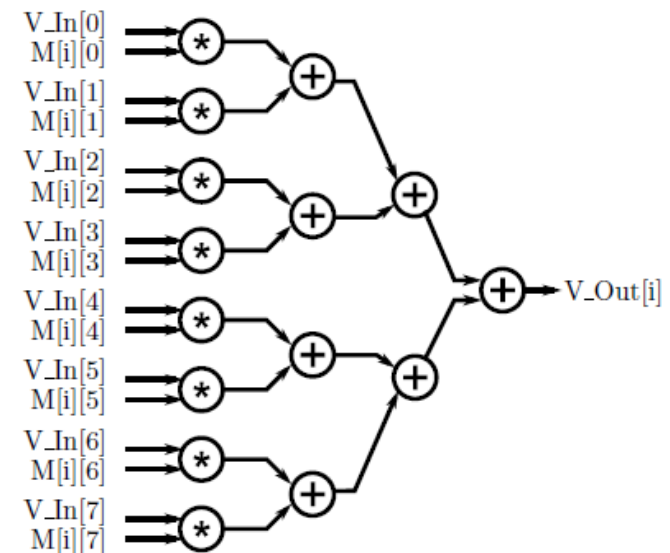 V_In[0]
M[i][0]
*
+
V_In[1]
M[i][1]
*
V_In[2]
M[i][2]
*
+
+
V_In[3]
M[i][3]
*
+
V_Out[i]
V_In[4]
M[i][4]
*
+
+
V_In[5]
M[i][5]
*
V_In[6]
M[i][6]
*
+
V_In[7]
M[i][7]
*